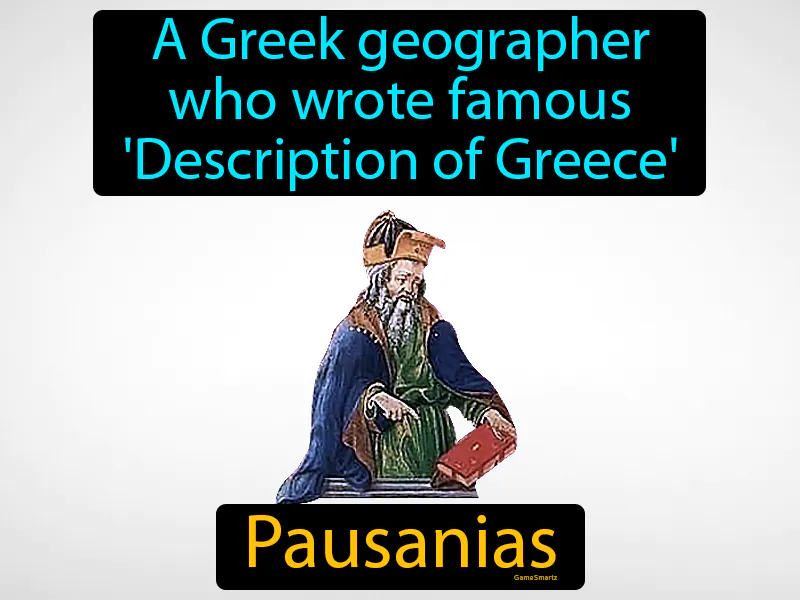 A Greek geographer
who wrote famous
'Description of Greece'
Pausanias
GameSmartz